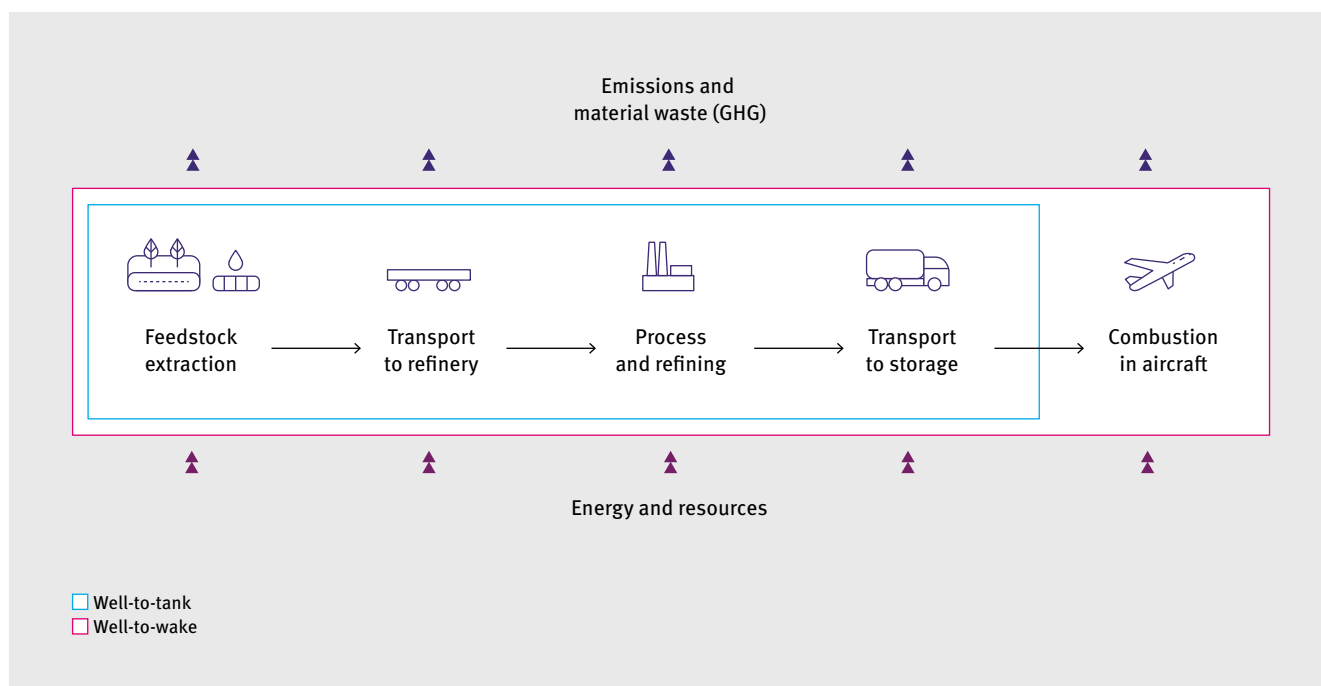 Emissions and
material waste (GHG)
Feedstock
extraction
Transport
to refinery
Process
and refining
Transport
to storage
Combustion
in aircraft
Energy and resources
Well-to-tank
Well-to-wake